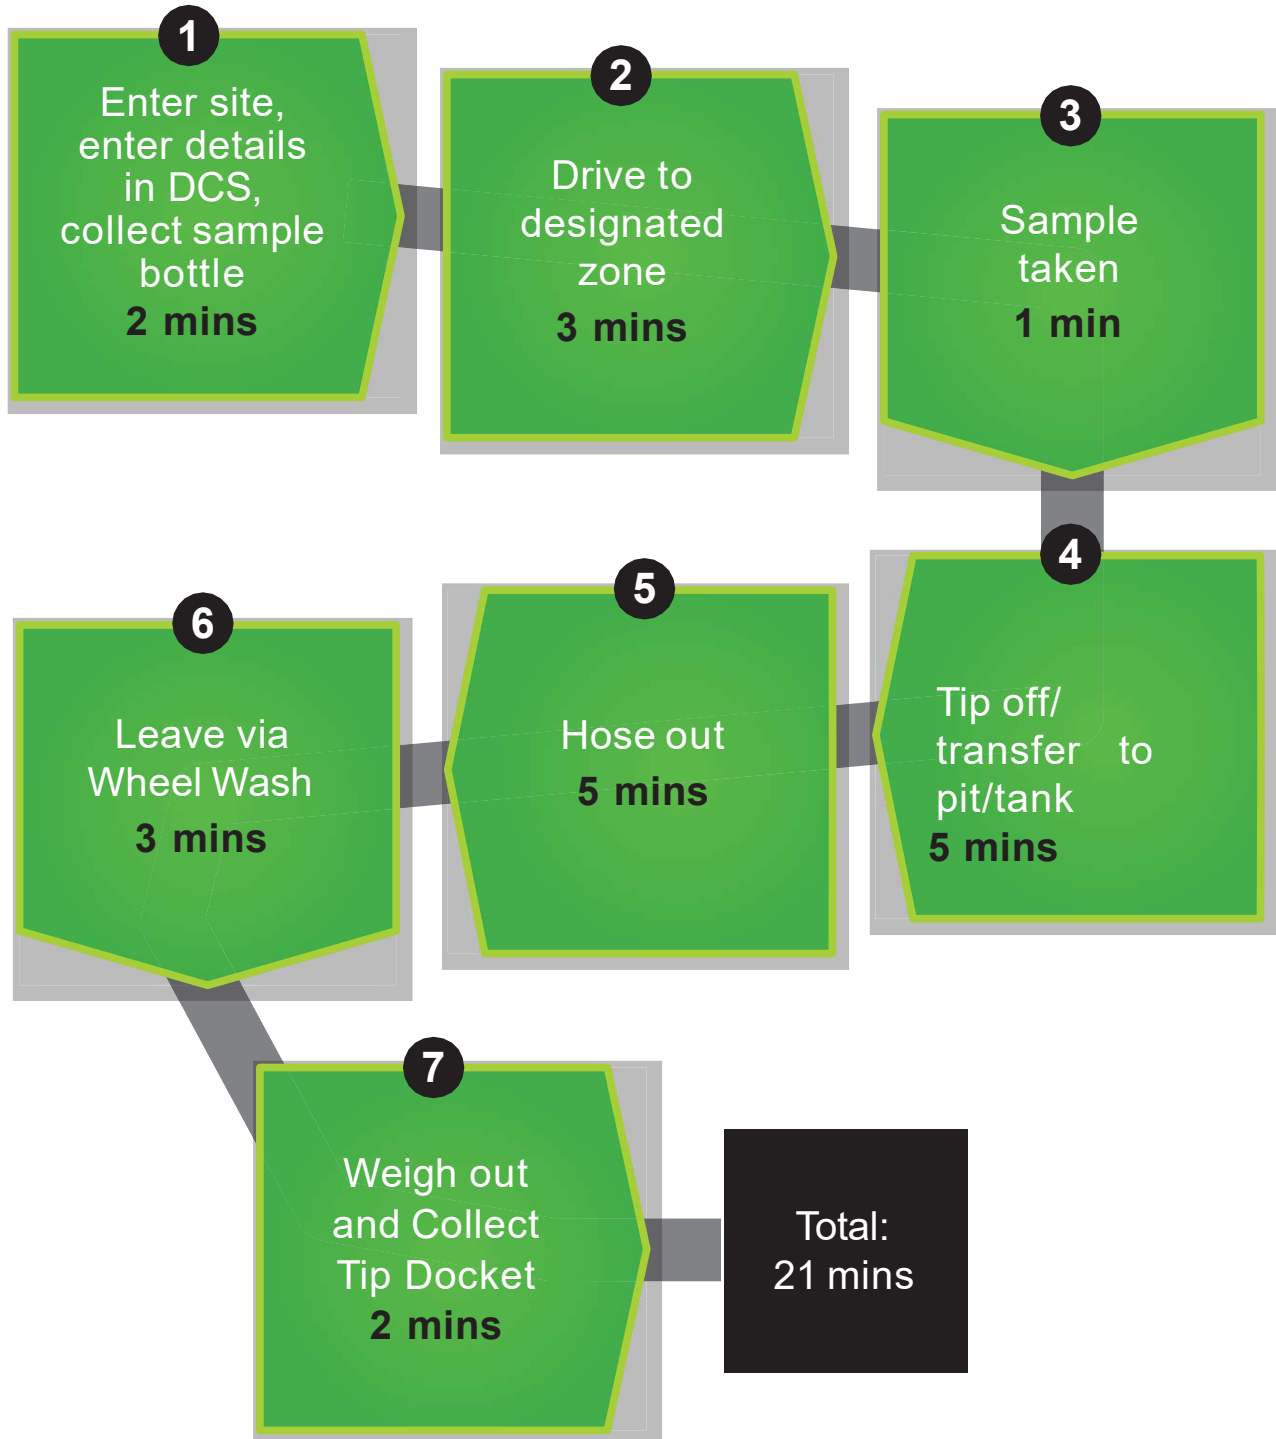 1
Enter site,
enter details
in DCS,
collect sample
bottle
2 mins
2
Drive to
designated
zone
3 mins
3
Sample
taken
1 min
4
Tip off/
transfer to
pit/tank
5 mins
5
Hose out
5 mins
6
Leave via
Wheel Wash
3 mins
7
Weigh out
and Collect
Tip Docket
2 mins
Total:
21 mins